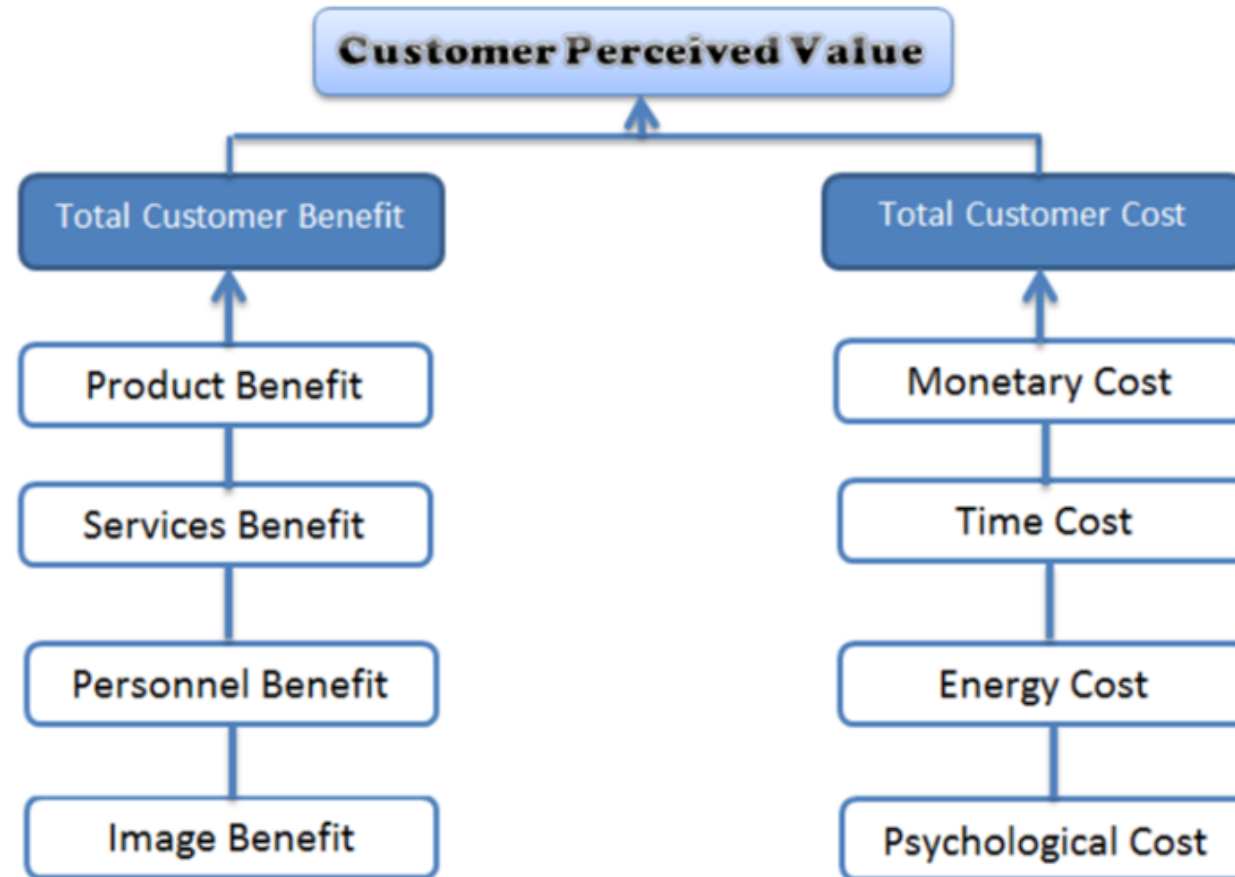 Customer Perceived Value
Total Customer Benefit
Total Customer Cost
Product Benefit
Monetary Cost
Services Benefit
Time Cost
Personnel Benefit
Energy Cost
Image Benefit
Psychological Cost